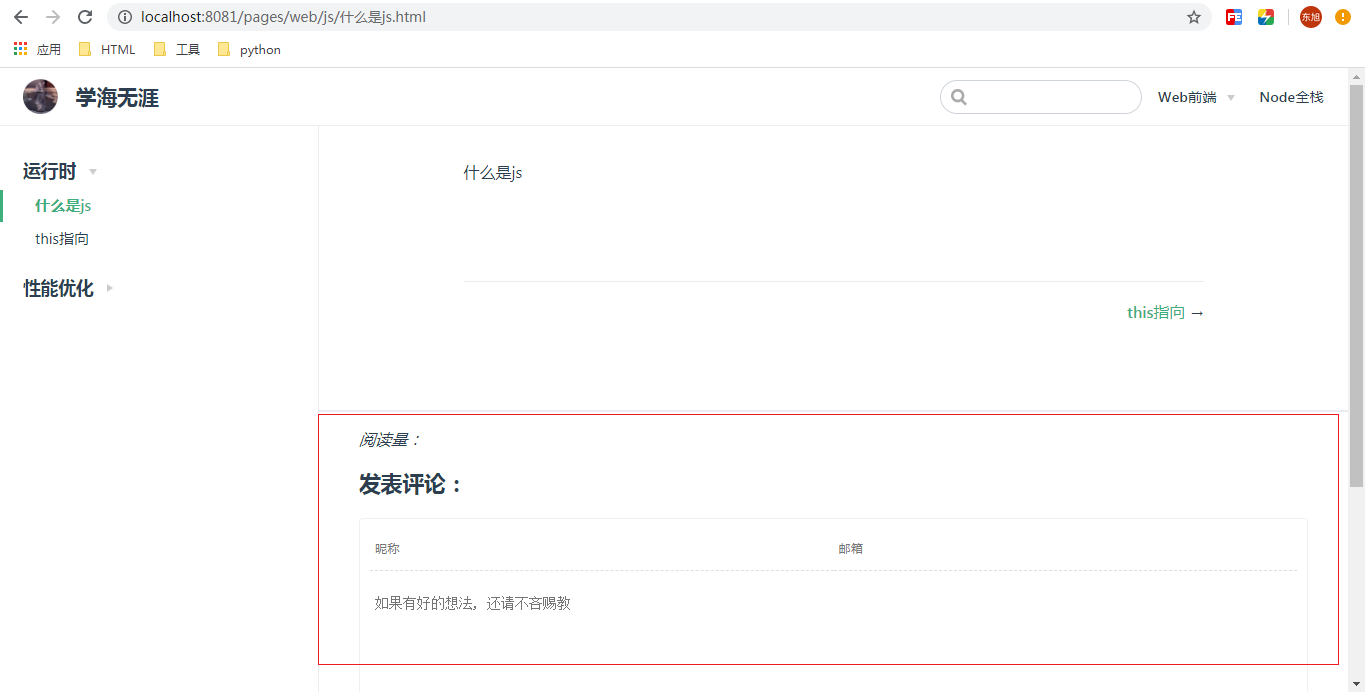 localhost:8081/pages/web/js/什么是js.html
东旭
应用 HTML 工具 python
学海无涯
Web前端 Node全栈
运行时
什么是js
this指向
性能优化
什么是js
this指向 →
阅读量：
发表评论：
昵称 邮箱
如果有好的想法，还请不吝赐教